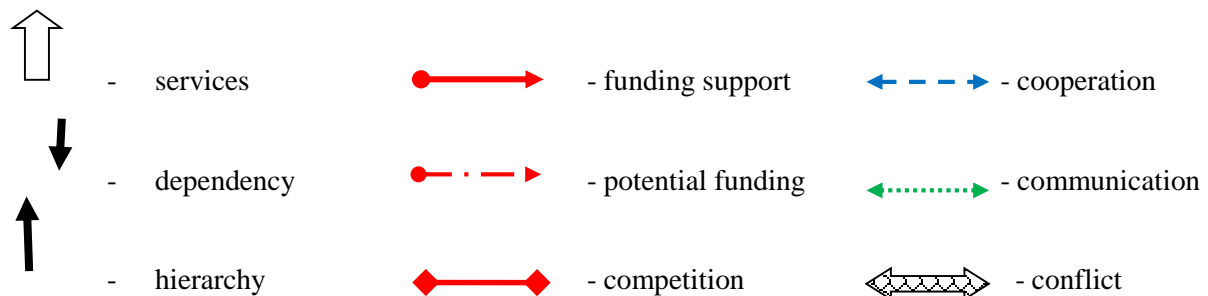 - services - funding support - cooperation
- dependency - potential funding - communication
- hierarchy - competition - conflict